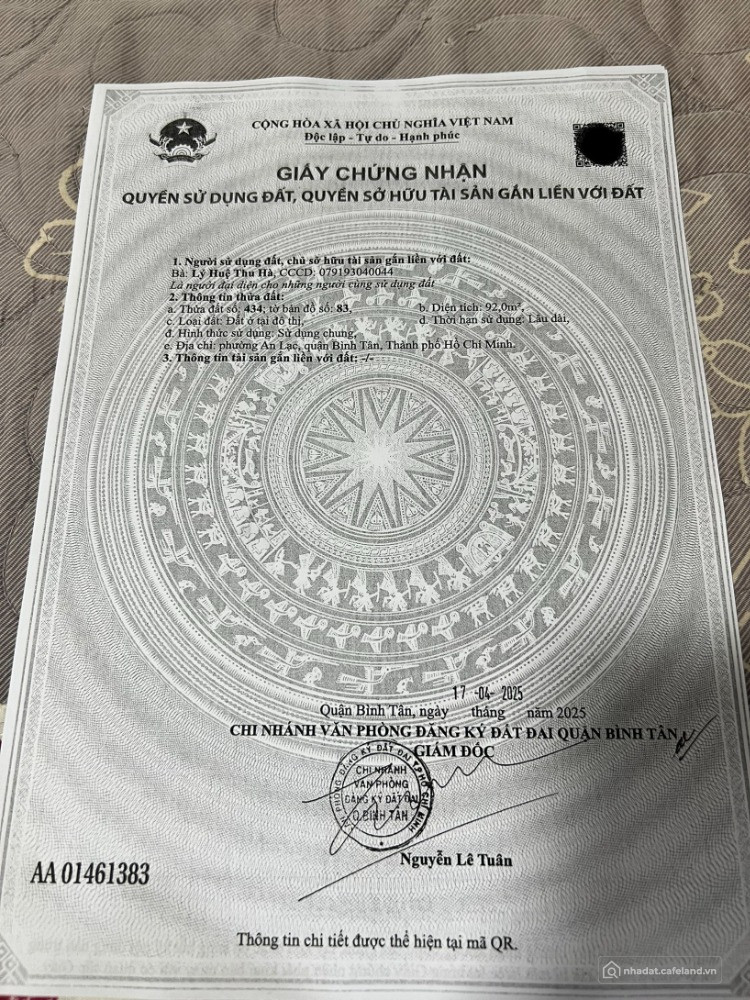 CỘNG HÒA XÃ HỘI CHỦ NGHĨA VIỆT NAM
Độc lập - Tự do - Hạnh phúc
GIẤY CHỨNG NHẬN
QUYỀN SỬ DỤNG ĐẤT, QUYỀN SỞ HỮU TÀI SẢN GẮN LIỀN VỚI ĐẤT
1. Người sử dụng đất, chủ sở hữu tài sản gắn liền với đất:
Bà: Lý Huệ Thu Hà, CCCD: 079193040044
Là người đại diện cho những người cùng sử dụng đất
2. Thông tin thửa đất:
a. Thửa đất số: 434; tờ bản đồ số: 83, b. Diện tích: 92,0m²,
c. Loại đất: Đất ở tại đô thị, d. Thời hạn sử dụng: Lâu dài,
đ. Hình thức sử dụng: Sử dụng chung,
e. Địa chỉ: phường An Lạc, quận Bình Tân, Thành phố Hồ Chí Minh.
3. Thông tin tài sản gắn liền với đất: -/-
17 -04- 2025
Quận Bình Tân, ngày tháng năm 2025
CHI NHÁNH VĂN PHÒNG ĐĂNG KÝ ĐẤT ĐAI QUẬN BÌNH TÂN
GIÁM ĐỐC
VĂN PHÒNG ĐĂNG KÝ ĐẤT ĐAI T.P HỒ CHÍ MINH
CHI NHÁNH
VĂN PHÒNG
ĐĂNG KÝ ĐẤT ĐAI
Q.BÌNH TÂN
Nguyễn Lê Tuân
AA 01461383
Thông tin chi tiết được thể hiện tại mã QR.
nhadat.cafeland.vn